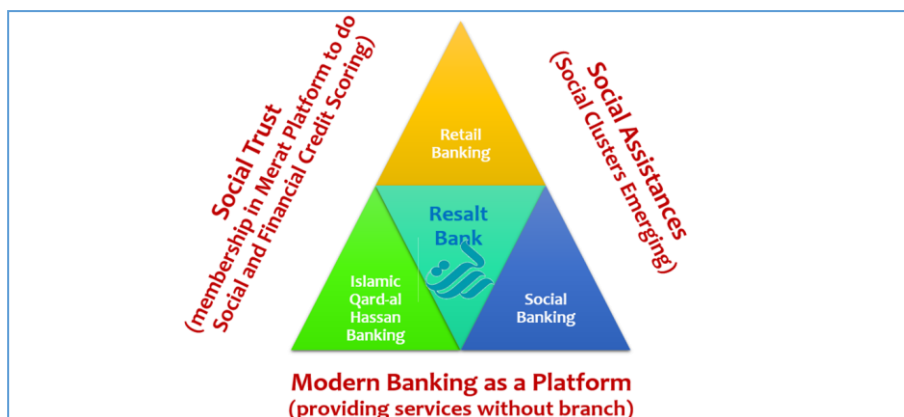 Social Trust
(membership in Merat Platform to do
Social and Financial Credit Scoring)
Social Assistances
(Social Clusters Emerging)
Retail
Banking
Resalt
Bank
Islamic
Qard-al
Hassan
Banking
Social
Banking
Modern Banking as a Platform
(providing services without branch)